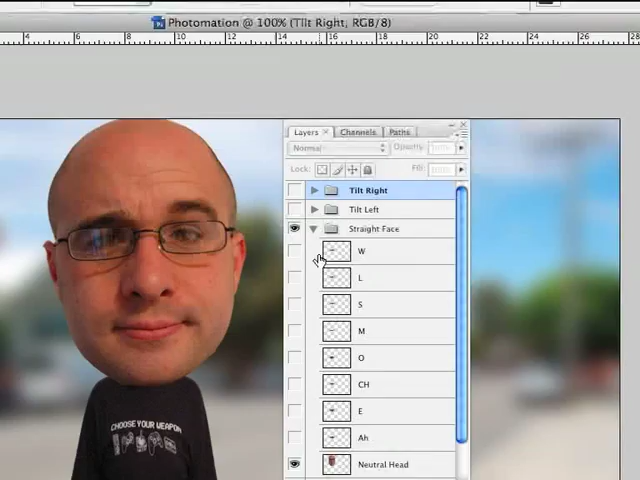 Photomation @ 100% (Tilt Right, RGB/8)
4 6 8 10 12 14 16 18 20 22 24 26 28
Layers × Channels Paths
Normal Opacity:
Lock: Fill:
Tilt Right
Tilt Left
Straight Face
W
L
S
M
O
CH
E
Ah
Neutral Head
CHOOSE YOUR WEAPON